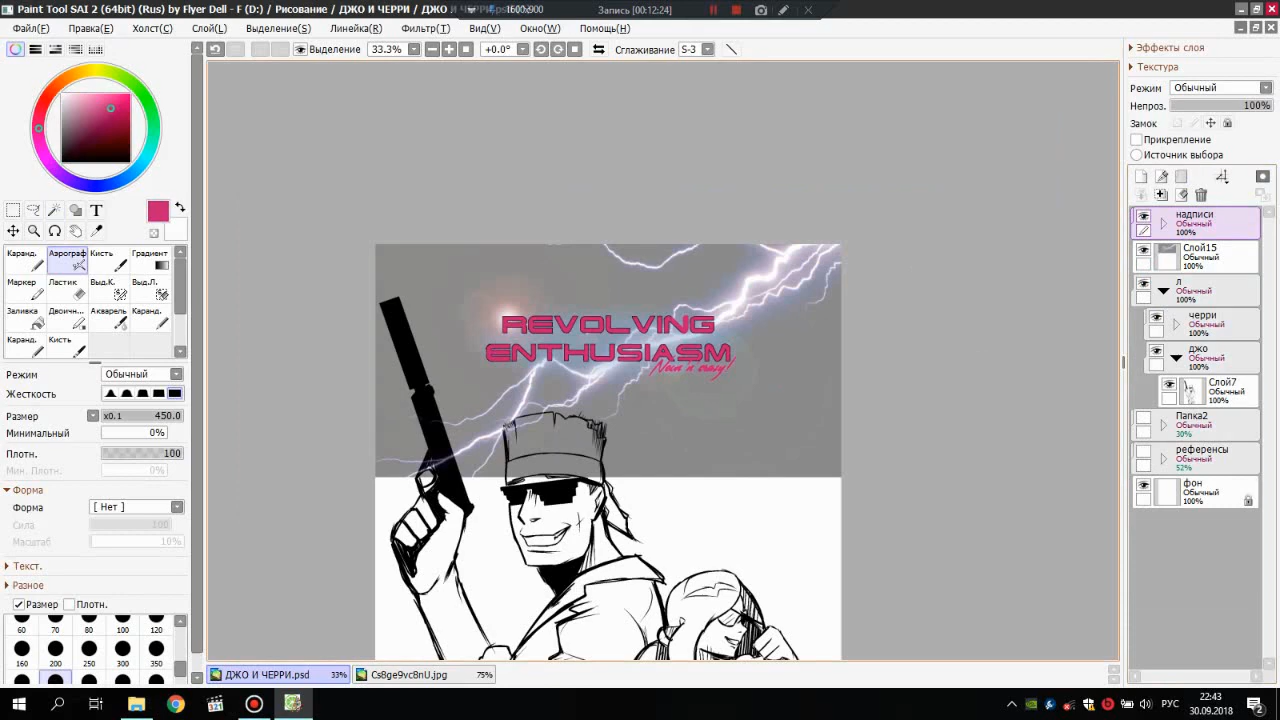 Paint Tool SAI 2 (64bit) (Rus) by Flyer Dell - F (D:) / Рисование / ДЖО И ЧЕРРИ / ДЖО
1600x900
Запись [00:12:24]
Файл(F) Правка(E) Холст(C) Слой(L) Выделение(S) Линейка(R) Фильтр(T) Вид(V) Окно(W) Помощь(H)
Выделение 33.3% +0.0° Сглаживание S-3
Эффекты слоя
Текстура
Режим Обычный
Непроз. 100%
Замок
Прикрепление
Источник выбора
T
Каранд. Аэрограф Кисть Градиент
Маркер Ластик Выд.К. Выд.Л.
Заливка Двоичн... Акварель Каранд.
Каранд. Кисть
Режим Обычный
Жесткость
Размер x0.1 450.0
Минимальный 0%
Плотн. 100
Мин. Плотн. 0%
Форма
Форма [ Нет ]
Сила 100
Масштаб 10%
Текст.
Разное
Размер Плотн.
60 70 80 100 120
160 200 250 300 350
REVOLVING
ENTHUSIASM
надписи
Обычный
100%
Слой15
Обычный
100%
л
Обычный
100%
черри
Обычный
100%
джо
Обычный
100%
Слой7
Обычный
100%
Папка2
Обычный
30%
референсы
Обычный
52%
фон
Обычный
100%
ДЖО И ЧЕРРИ.psd 33% Cs8ge9vc8nU.jpg 75%
РУС
22:43
30.09.2018
2